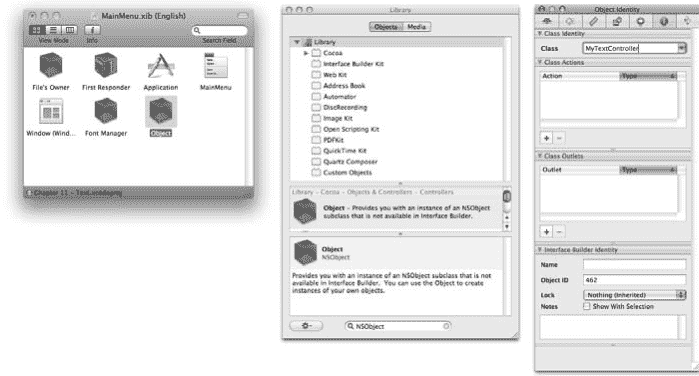 MainMenu.xib (English)
View Mode
Info
Search Field
File's Owner
First Responder
Application
MainMenu
Window (Wind...
Font Manager
Object
Chapter 11 – Text.xcodeproj
Library
Objects
Media
Library
Cocoa
Interface Builder Kit
Web Kit
Address Book
Automator
DiscRecording
Image Kit
Open Scripting Kit
PDFKit
QuickTime Kit
Quartz Composer
Custom Objects
Library - Cocoa - Objects & Controllers - Controllers
Object - Provides you with an instance of an NSObject
subclass that is not available in Interface Builder.
Object
NSObject
Provides you with an instance of an NSObject subclass that is not
available in Interface Builder. You can use the Object to create
instances of your own objects.
NSObject
Object Identity
Class Identity
Class MyTextController
Class Actions
Action Type
Class Outlets
Outlet Type
Interface Builder Identity
Name
Object ID 462
Lock Nothing (Inherited)
Notes Show With Selection